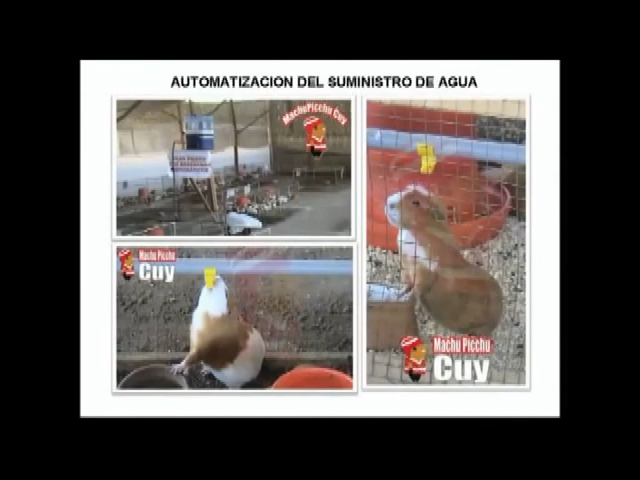 AUTOMATIZACION DEL SUMINISTRO DE AGUA
MachuPicchu Cuy
Machu Picchu
Cuy
Machu Picchu
Cuy